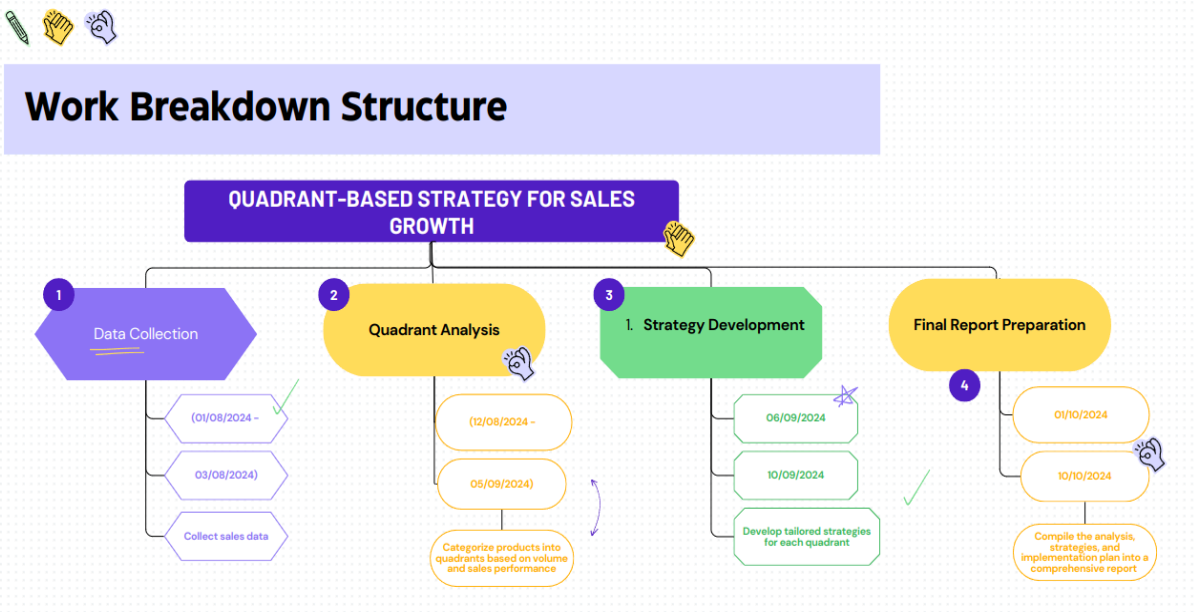 Work Breakdown Structure
QUADRANT-BASED STRATEGY FOR SALES
GROWTH
1
Data Collection
(01/08/2024 –
03/08/2024)
Collect sales data
2
Quadrant Analysis
(12/08/2024 –
05/09/2024)
Categorize products into
quadrants based on volume
and sales performance
3
1. Strategy Development
06/09/2024
10/09/2024
Develop tailored strategies
for each quadrant
Final Report Preparation
4
01/10/2024
10/10/2024
Compile the analysis,
strategies, and
implementation plan into a
comprehensive report